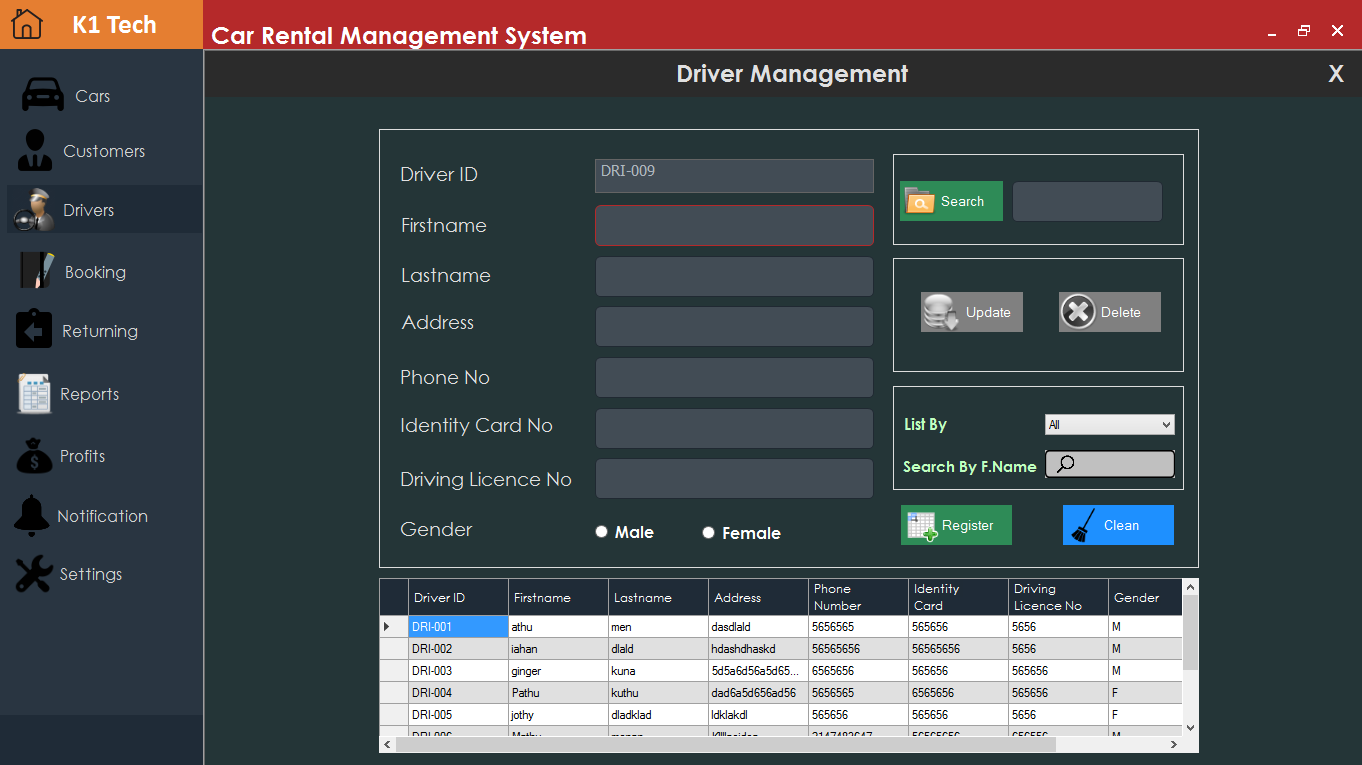 K1 Tech
Car Rental Management System
Driver Management
X
Cars
Customers
Drivers
Booking
Returning
Reports
Profits
Notification
Settings
Driver ID
DRI-009
Firstname
Lastname
Address
Phone No
Identity Card No
Driving Licence No
Gender
Male
Female
Search
Update
Delete
List By
All
Search By F.Name
Register
Clean
Driver ID Firstname Lastname Address Phone Number Identity Card Driving Licence No Gender
DRI-001 athu men dasdlald 5656565 565656 5656 M
DRI-002 iahan dlald hdashdhaskd 56565656 56565656 5656 M
DRI-003 ginger kuna 5d5a6d56a5d65... 6565656 565656 565656 M
DRI-004 Pathu kuthu dad6a5d656ad56 5656565 6565656 565656 F
DRI-005 jothy dladklad ldklakdl 565656 565656 5656 F